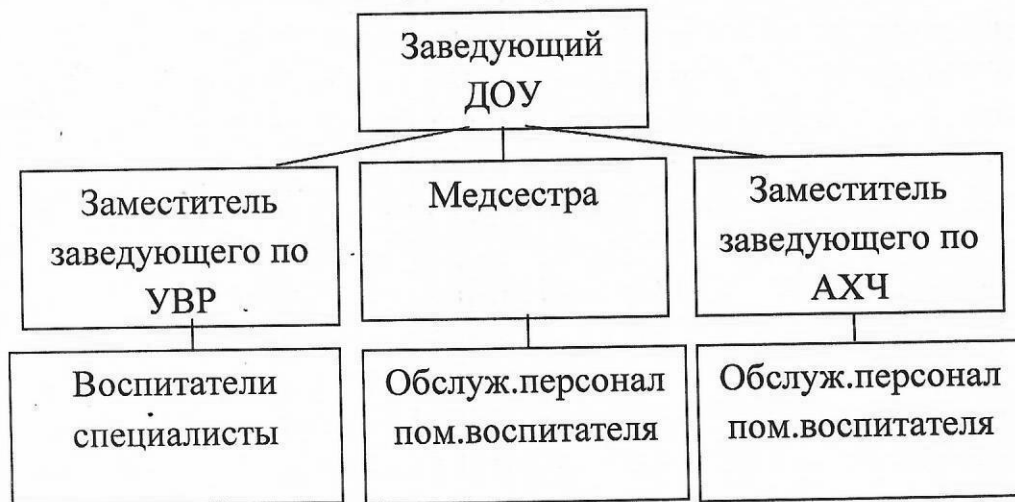 Заведующий
ДОУ
Заместитель
заведующего по
УВР
Медсестра
Заместитель
заведующего по
АХЧ
Воспитатели
специалисты
Обслуж.персонал
пом.воспитателя
Обслуж.персонал
пом.воспитателя